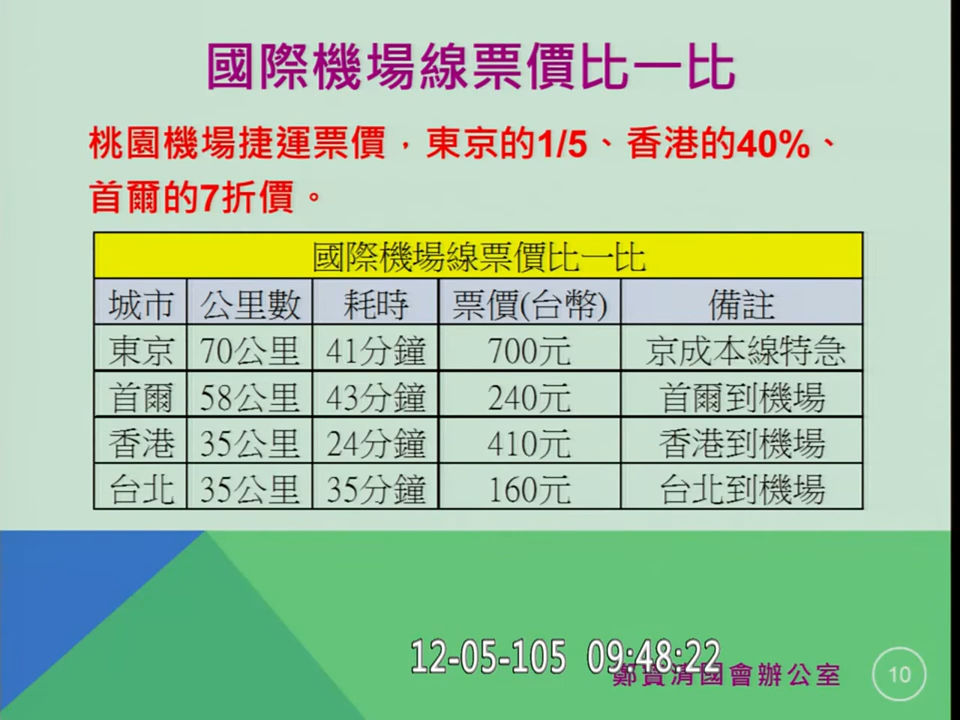 國際機場線票價比一比
桃園機場捷運票價，東京的1/5、香港的40%、
首爾的7折價。
國際機場線票價比一比
城市 公里數 耗時 票價(台幣) 備註
東京 70公里 41分鐘 700元 京成本線特急
首爾 58公里 43分鐘 240元 首爾到機場
香港 35公里 24分鐘 410元 香港到機場
台北 35公里 35分鐘 160元 台北到機場
12-05-105 09:48:22
鄭寶清國會辦公室
10